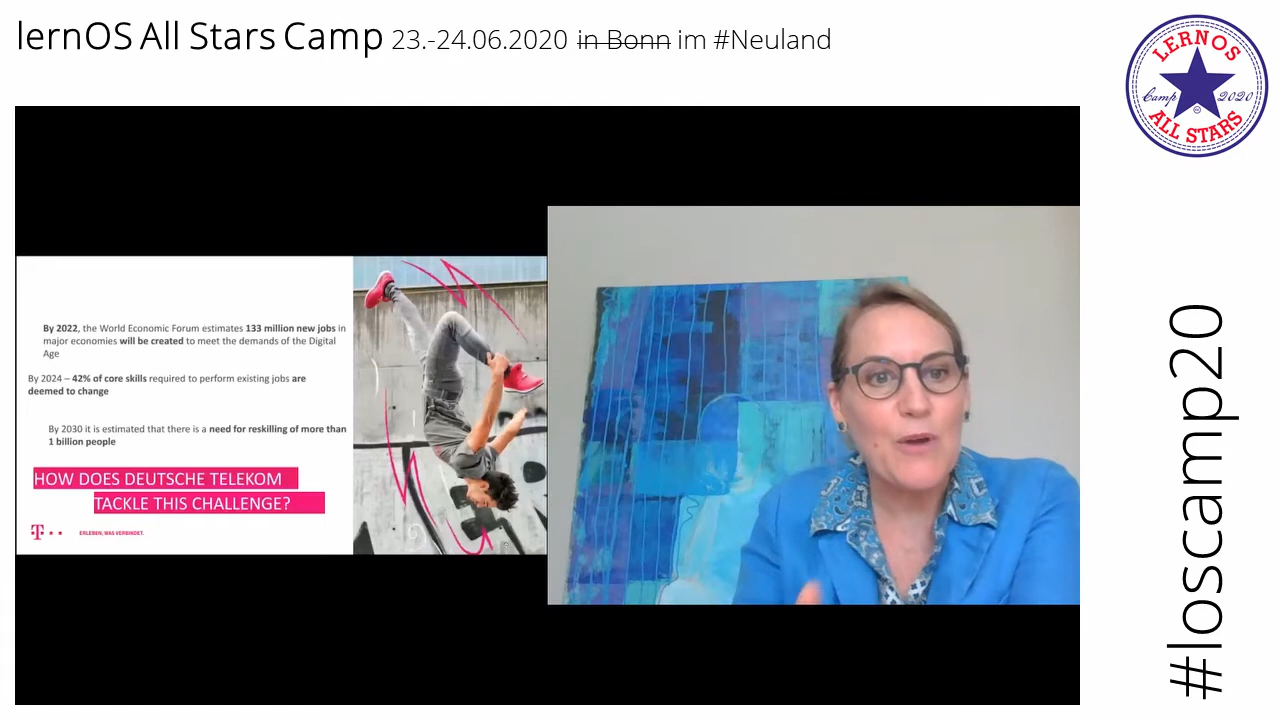 lernOS All Stars Camp 23.-24.06.2020 in Bonn im #Neuland
LERNOS
Camp 2020
ALL STARS
By 2022, the World Economic Forum estimates 133 million new jobs in
major economies will be created to meet the demands of the Digital
Age
By 2024 – 42% of core skills required to perform existing jobs are
deemed to change
By 2030 it is estimated that there is a need for reskilling of more than
1 billion people
HOW DOES DEUTSCHE TELEKOM
TACKLE THIS CHALLENGE?
T
ERLEBEN, WAS VERBINDET.
#loscamp20